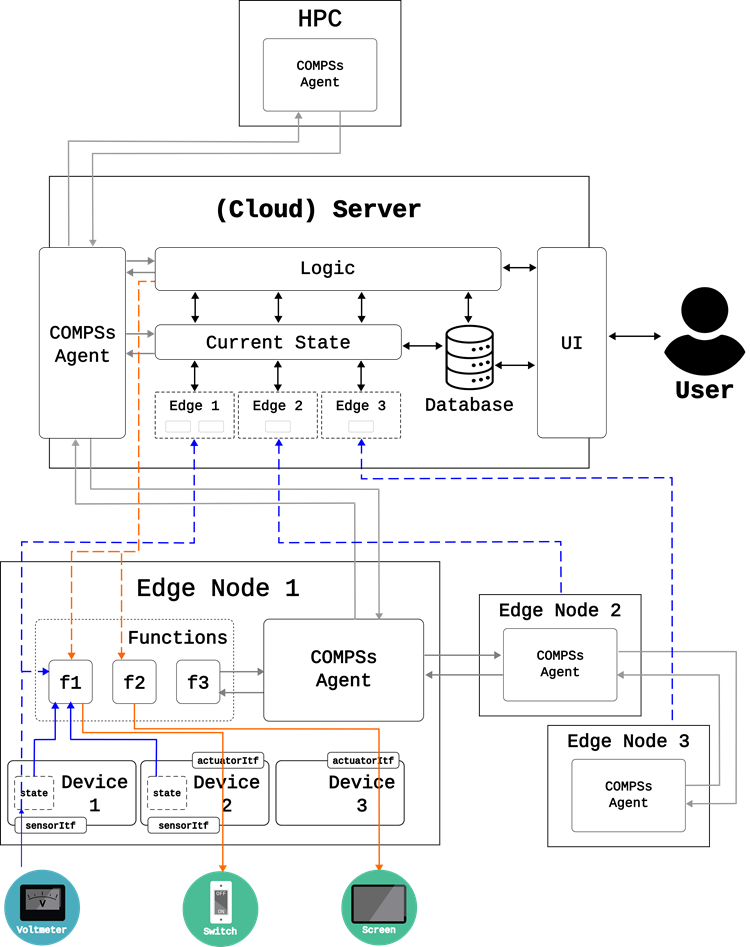 HPC
COMPSs
Agent
(Cloud) Server
Logic
COMPSs
Agent
Current State
UI
Edge 1
Edge 2
Edge 3
Database
User
Edge Node 1
Functions
f1
f2
f3
COMPSs
Agent
Edge Node 2
COMPSs
Agent
Edge Node 3
COMPSs
Agent
actuatorItf
actuatorItf
Device
1
state
Device
2
state
Device
3
sensorItf
sensorItf
V
Voltmeter
OFF
ON
Switch
Screen